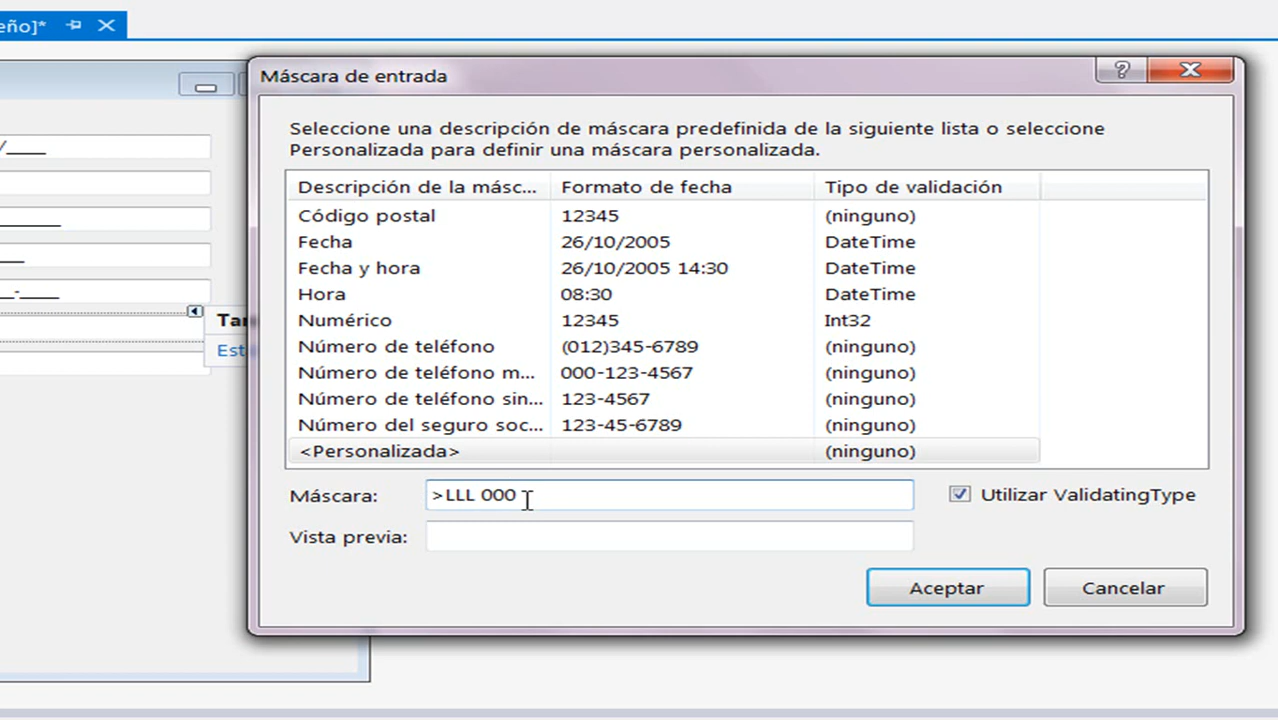 eño]*
Máscara de entrada
/____
Seleccione una descripción de máscara predefinida de la siguiente lista o seleccione
Personalizada para definir una máscara personalizada.
Descripción de la másc... Formato de fecha Tipo de validación
Código postal 12345 (ninguno)
Fecha 26/10/2005 DateTime
Fecha y hora 26/10/2005 14:30 DateTime
Hora 08:30 DateTime
Numérico 12345 Int32
Número de teléfono (012)345-6789 (ninguno)
Número de teléfono m... 000-123-4567 (ninguno)
Número de teléfono sin... 123-4567 (ninguno)
Número del seguro soc... 123-45-6789 (ninguno)
<Personalizada> (ninguno)
Tar
Est
Máscara: >LLL 000 Utilizar ValidatingType
Vista previa:
Aceptar Cancelar